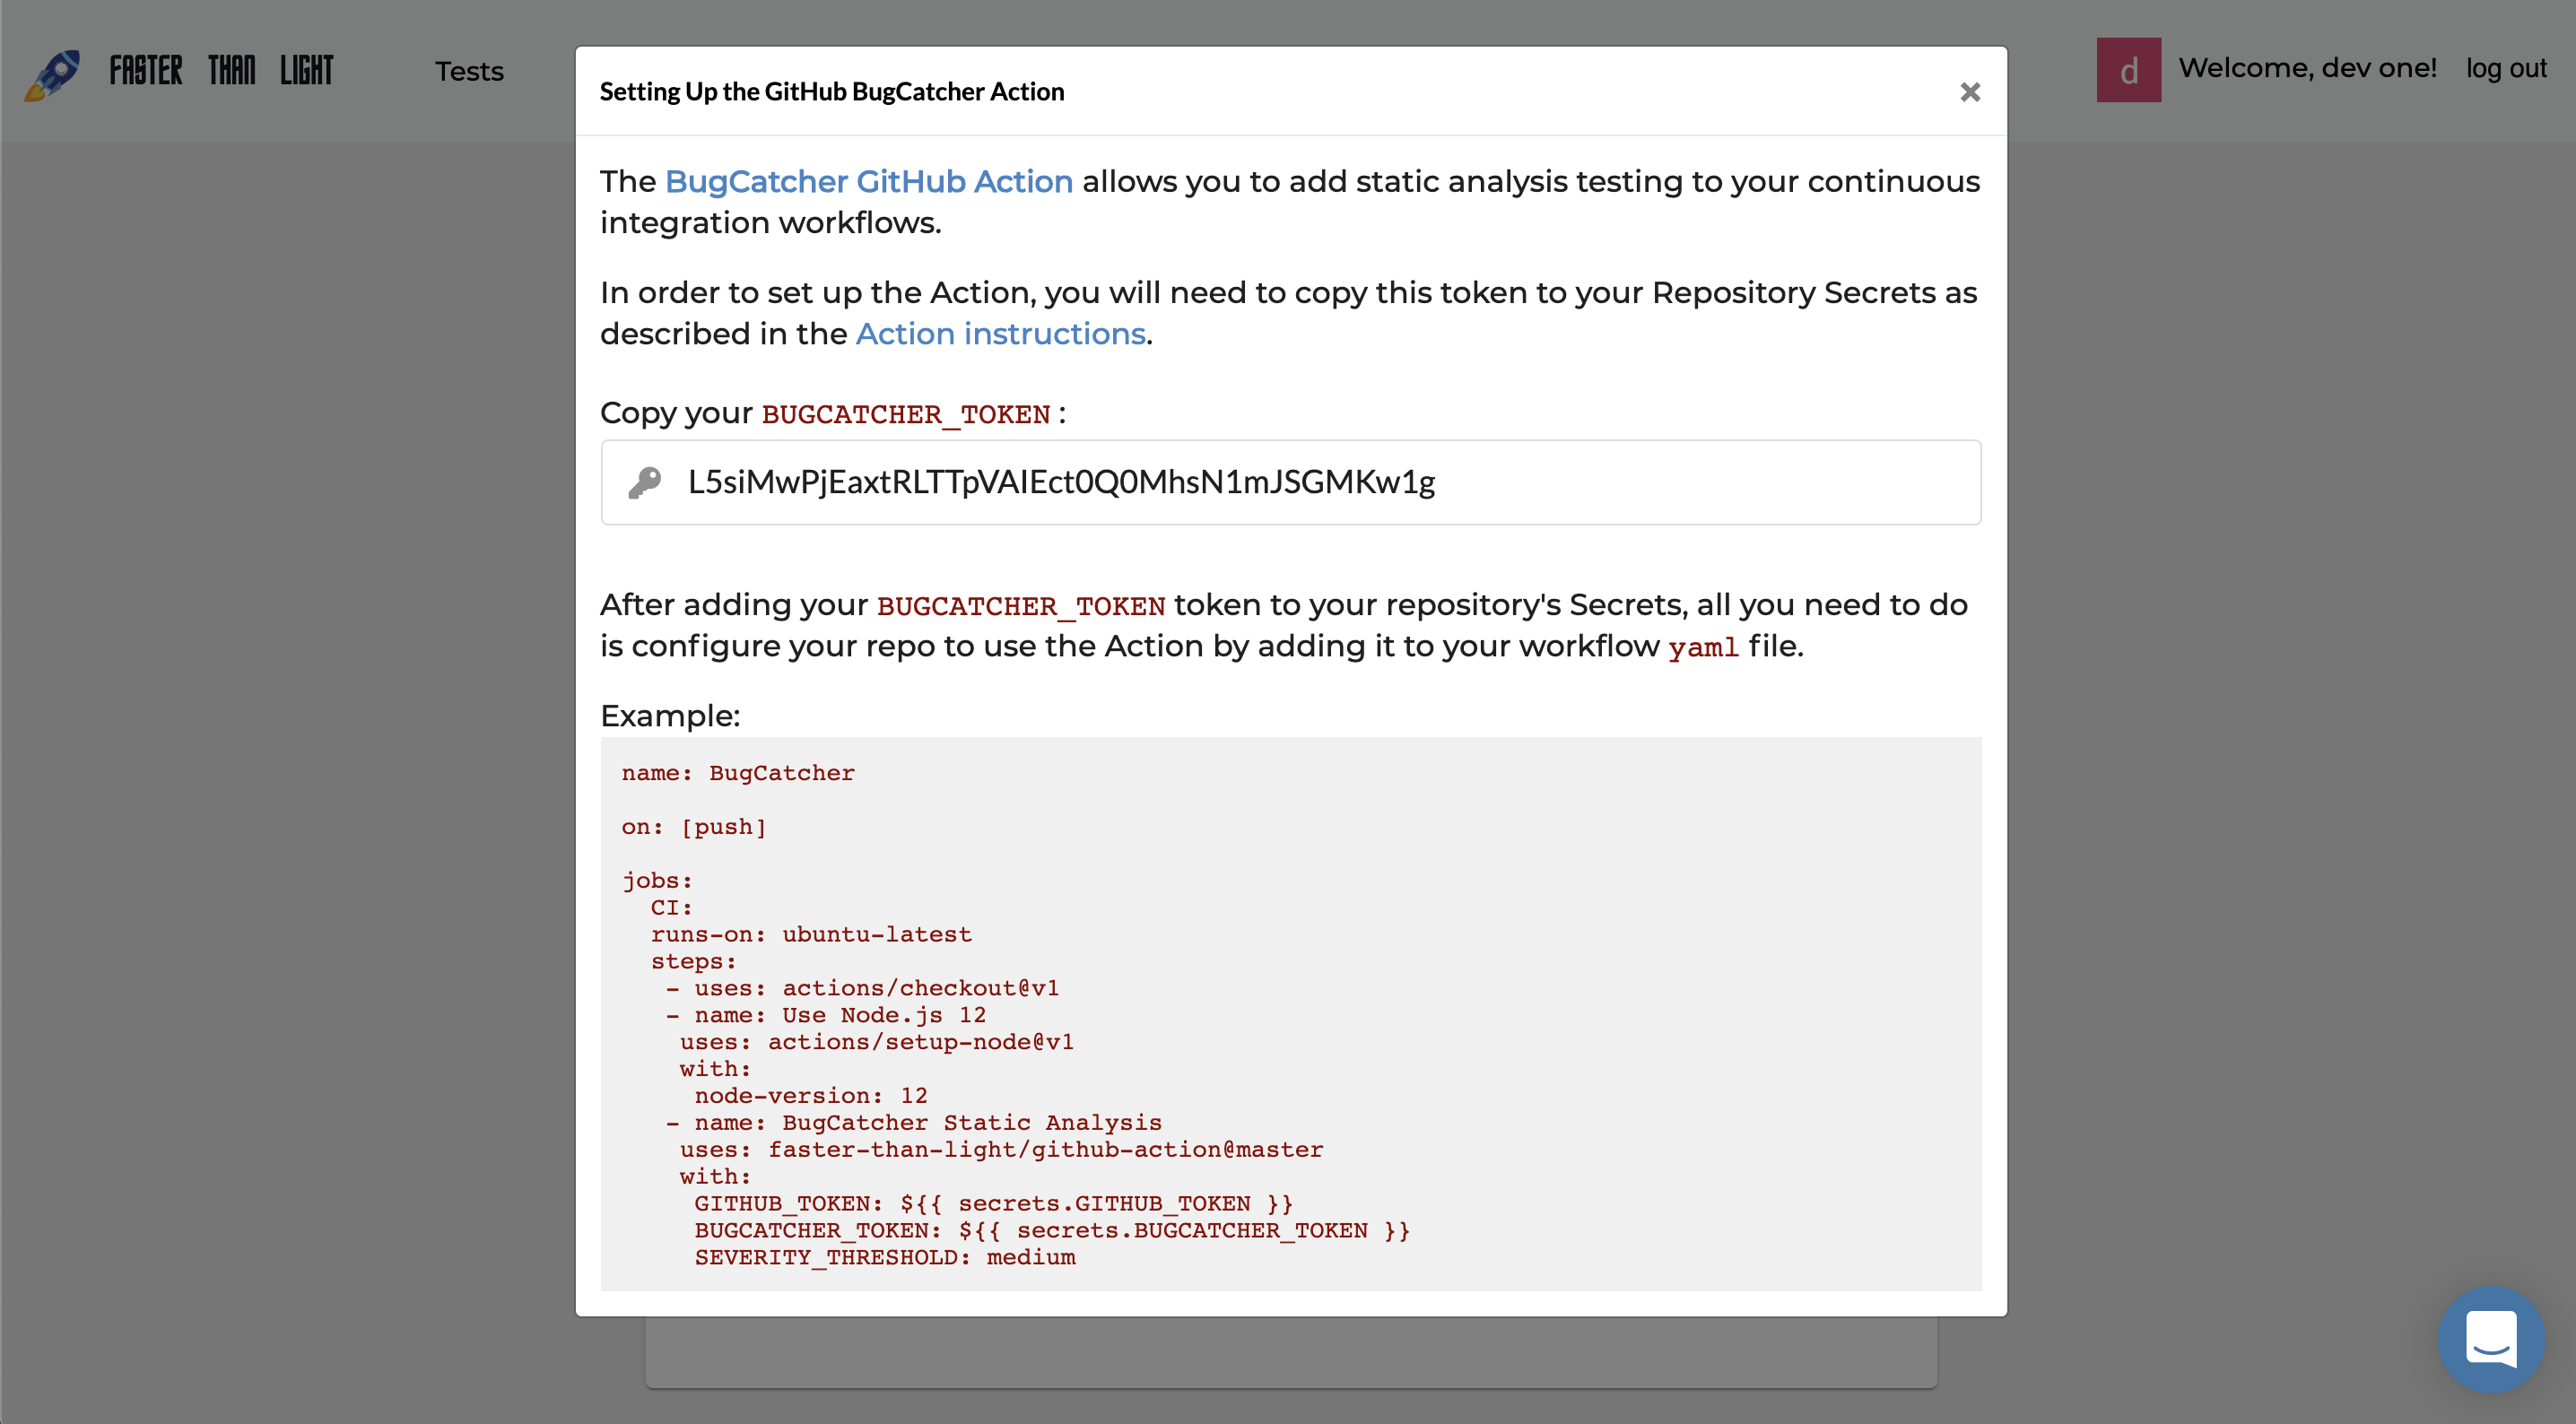 FASTER THAN LIGHT
Tests
d
Welcome, dev one!
log out
Setting Up the GitHub BugCatcher Action
The BugCatcher GitHub Action allows you to add static analysis testing to your continuous
integration workflows.
In order to set up the Action, you will need to copy this token to your Repository Secrets as
described in the Action instructions.
Copy your BUGCATCHER_TOKEN :
L5siMwPjEaxtRLTTpVAIEct0Q0MhsN1mJSGMKw1g
After adding your BUGCATCHER_TOKEN token to your repository's Secrets, all you need to do
is configure your repo to use the Action by adding it to your workflow yaml file.
Example:
name: BugCatcher
on: [push]
jobs:
  CI:
  runs-on: ubuntu-latest
  steps:
   - uses: actions/checkout@v1
   - name: Use Node.js 12
    uses: actions/setup-node@v1
    with:
     node-version: 12
   - name: BugCatcher Static Analysis
    uses: faster-than-light/github-action@master
    with:
     GITHUB_TOKEN: ${{ secrets.GITHUB_TOKEN }}
     BUGCATCHER_TOKEN: ${{ secrets.BUGCATCHER_TOKEN }}
     SEVERITY_THRESHOLD: medium